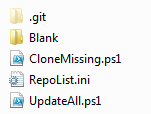 .git
Blank
CloneMissing.ps1
RepoList.ini
UpdateAll.ps1